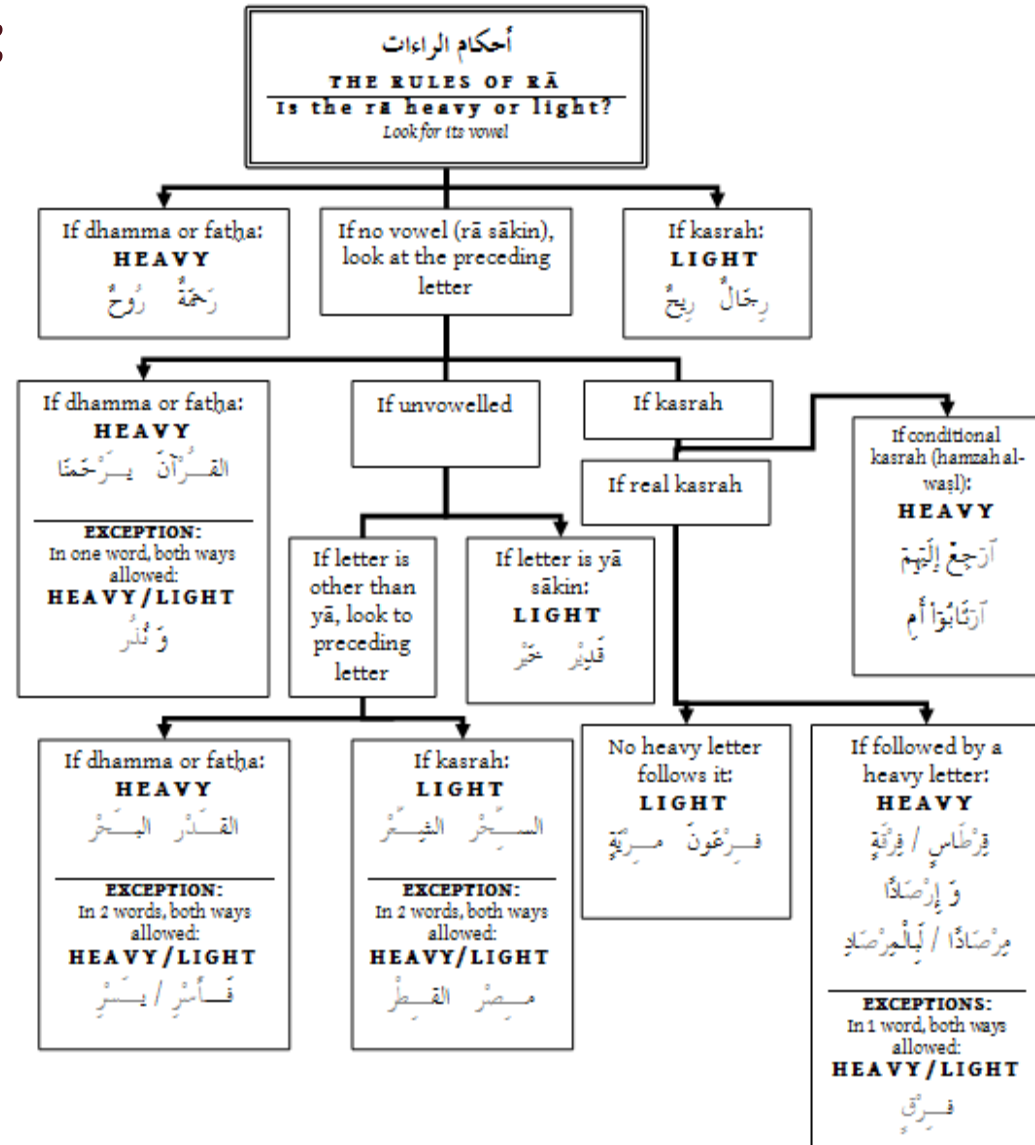 أحكام الراءات
THE RULES OF RĀ
Is the rā heavy or light?
Look for its vowel
If dhamma or fatḥa:
HEAVY
رَحْمَةٌ رُوحٌ
If no vowel (rā sākin),
look at the preceding
letter
If kasrah:
LIGHT
رِجَالٌ رِيحٌ
If dhamma or fatḥa:
HEAVY
القُرْآنَ يَرْحَمُنَا
EXCEPTION:
In one word, both ways
allowed:
HEAVY/LIGHT
وَ نُذُر
If unvowelled
If kasrah
If real kasrah
If conditional
kasrah (hamzah al-
waṣl):
HEAVY
ٱرْجِعْ إِلَيْهِمْ
أَمِ ٱرْتَابُوٓا
If letter is
other than
yā, look to
preceding
letter
If letter is yā
sākin:
LIGHT
قَدِيْر خَيْر
If dhamma or fatḥa:
HEAVY
القَدْر البَحْر
EXCEPTION:
In 2 words, both ways
allowed:
HEAVY/LIGHT
فَأَسْرِ / يَسْرِ
If kasrah:
LIGHT
السِّحْر الشِّعْر
EXCEPTION:
In 2 words, both ways
allowed:
HEAVY/LIGHT
مِصْر القِطْر
No heavy letter
follows it:
LIGHT
فِرْعَونَ مِرْيَةٍ
If followed by a
heavy letter:
HEAVY
قِرْطَاسٍ / فِرْقَةٍ
وَ إِرْصَادًا
مِرْصَادًا / لَبِالْمِرْصَادِ
EXCEPTIONS:
In 1 word, both ways
allowed:
HEAVY/LIGHT
فِرْقٍ